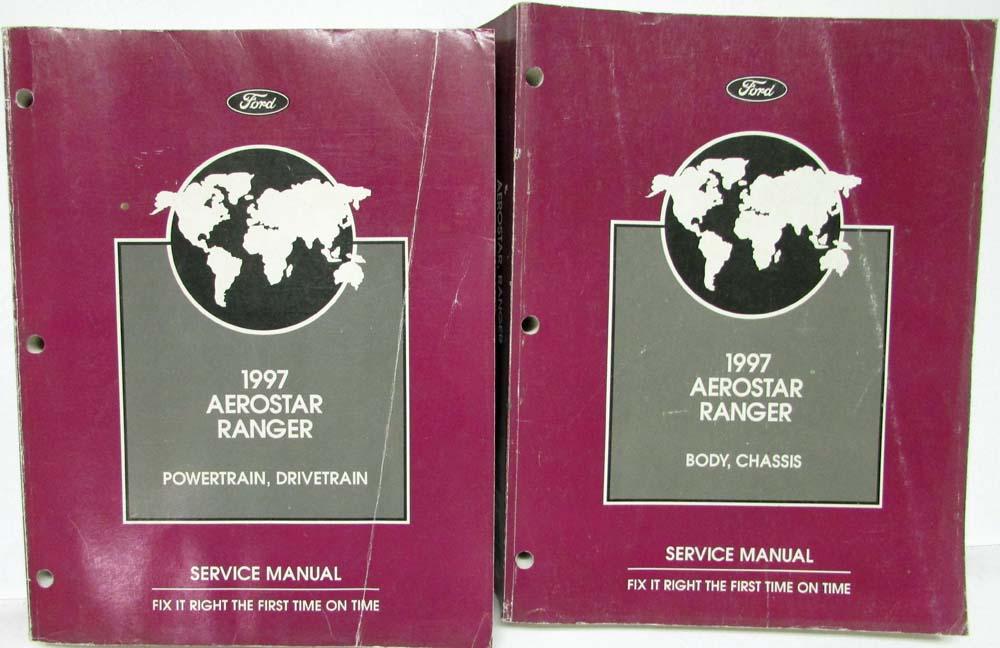 Ford
1997
AEROSTAR
RANGER
POWERTRAIN, DRIVETRAIN
SERVICE MANUAL
FIX IT RIGHT THE FIRST TIME ON TIME
AEROSTAR RANGER
Ford
1997
AEROSTAR
RANGER
BODY, CHASSIS
SERVICE MANUAL
FIX IT RIGHT THE FIRST TIME ON TIME